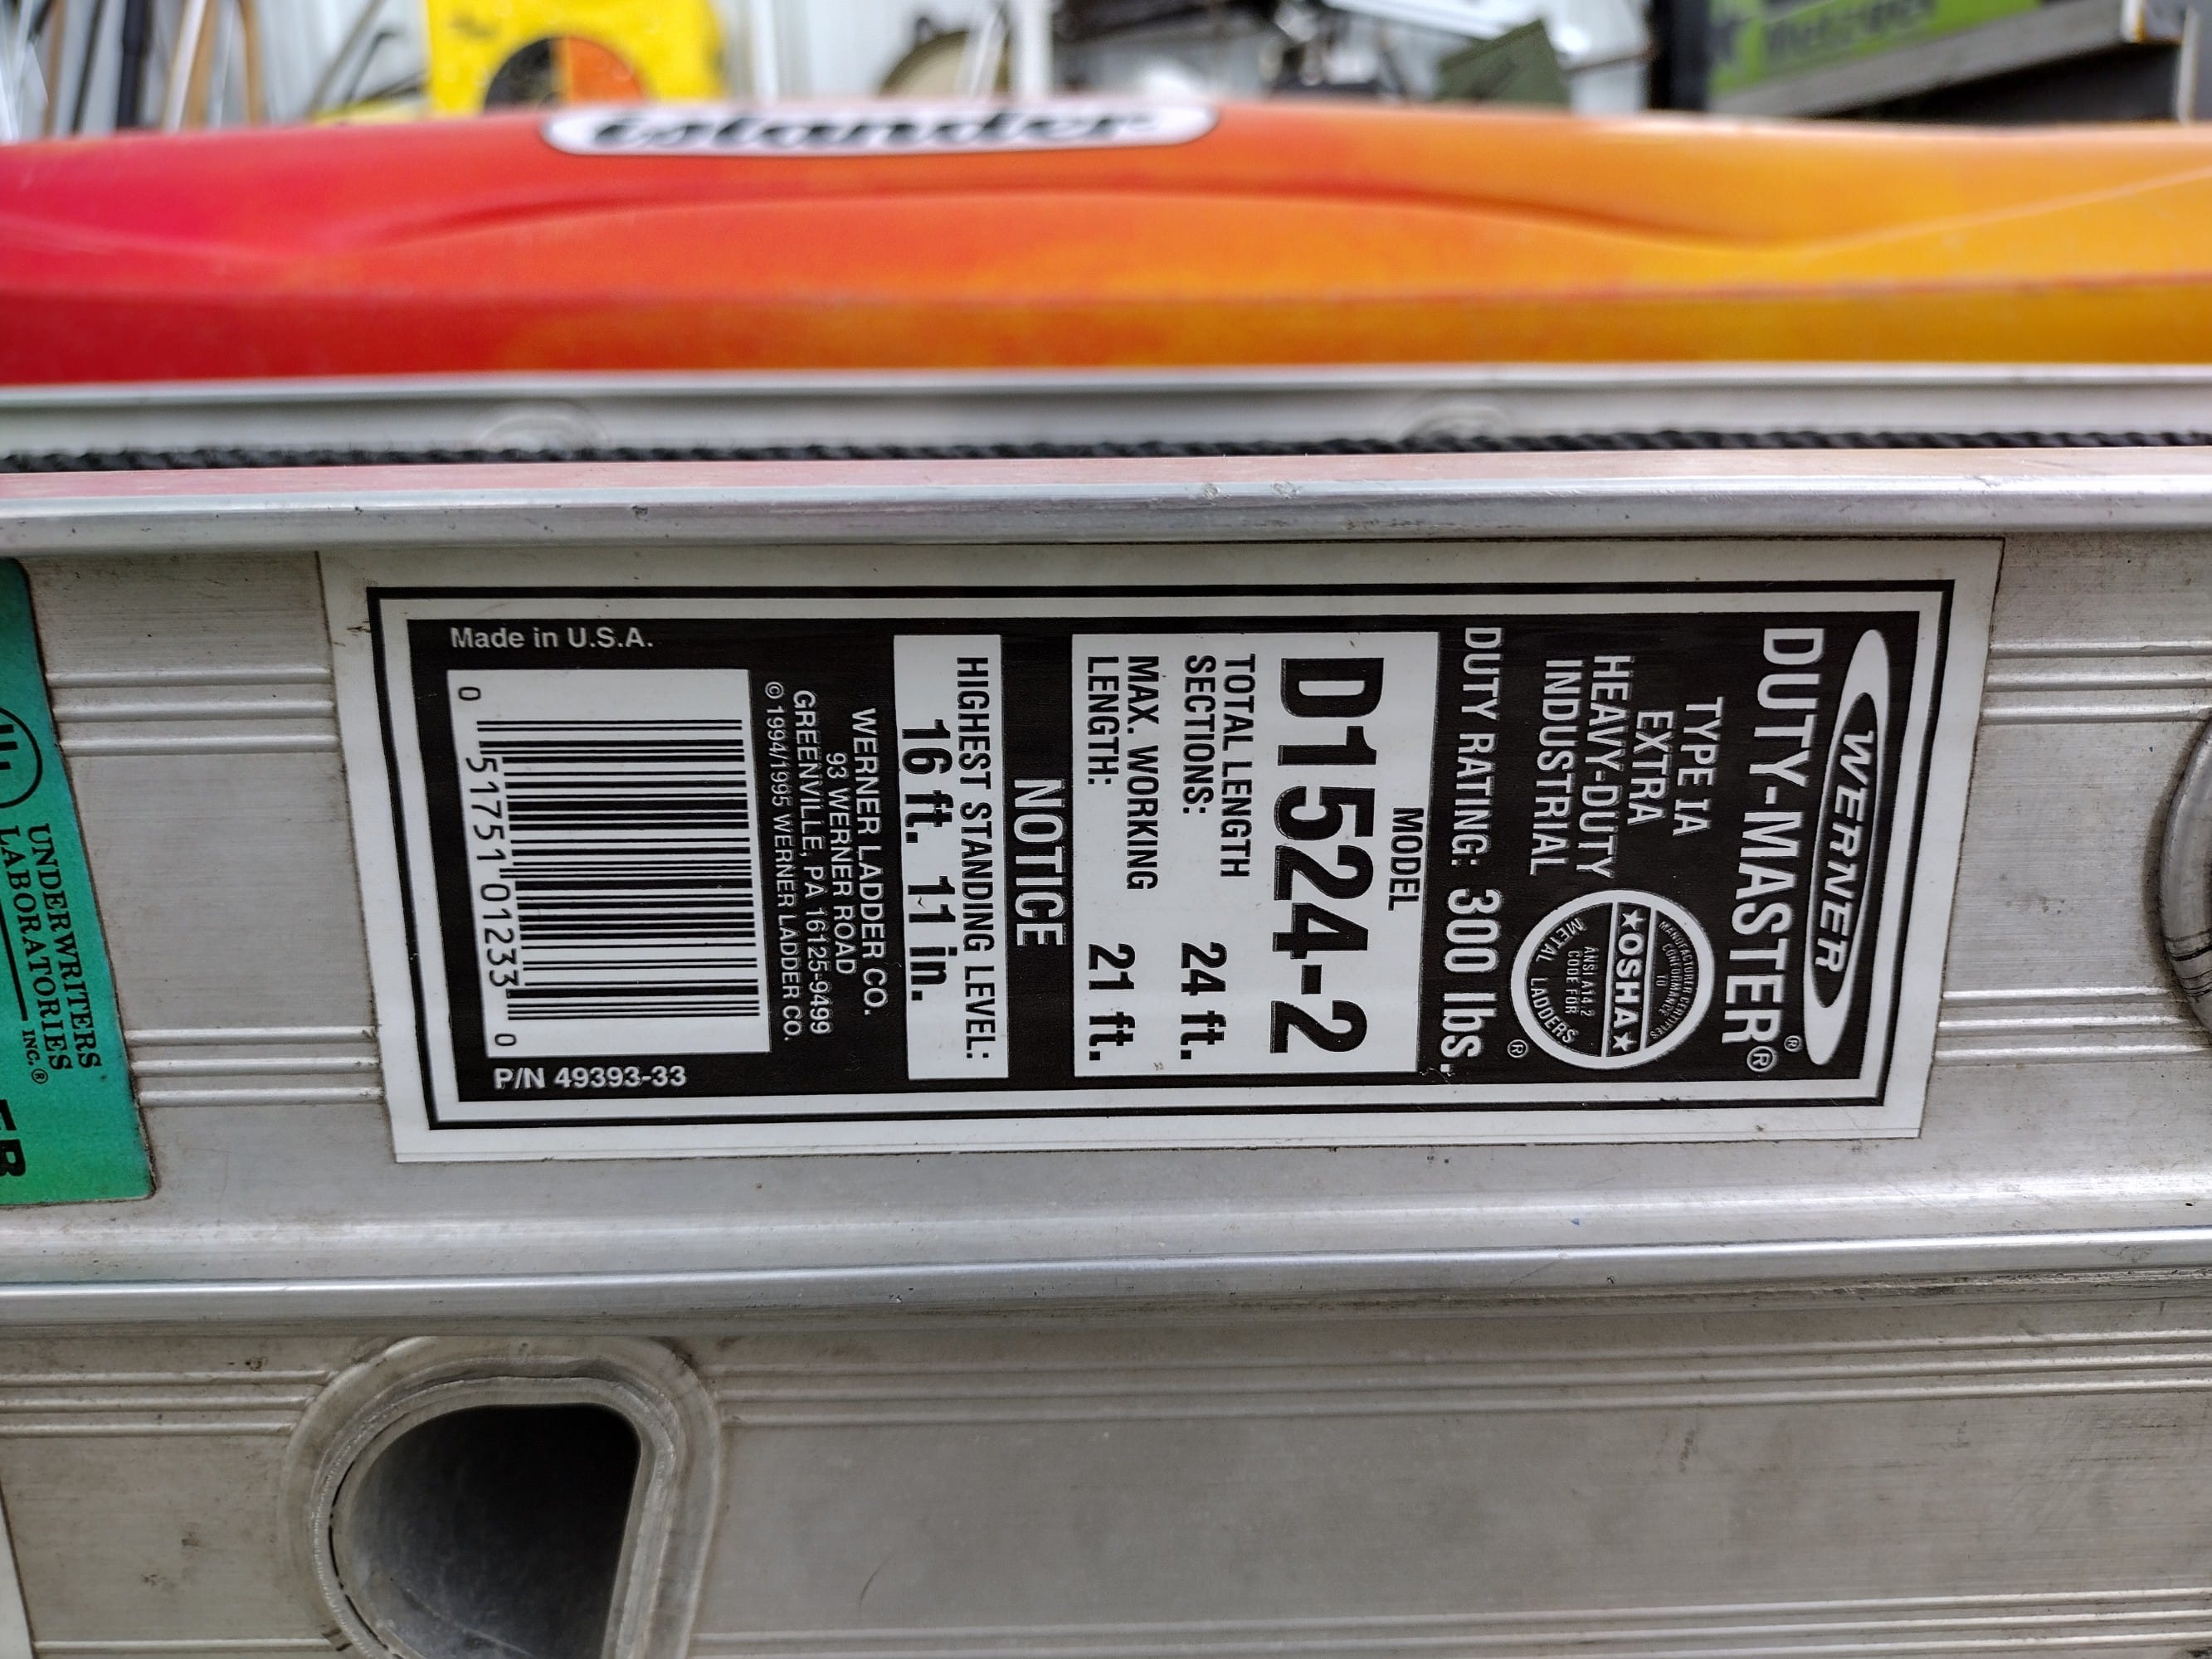 Islander
WERNER®
DUTY-MASTER®
TYPE IA
EXTRA
HEAVY-DUTY
INDUSTRIAL
MANUFACTURER CERTIFIES
CONFORMANCE
TO
★OSHA★
ANSI A14.2
CODE FOR
METAL LADDERS
®
DUTY RATING: 300 lbs.
MODEL
D1524-2
TOTAL LENGTH
SECTIONS: 24 ft.
MAX. WORKING
LENGTH: 21 ft.
NOTICE
HIGHEST STANDING LEVEL:
16 ft. 11 in.
WERNER LADDER CO.
93 WERNER ROAD
GREENVILLE, PA 16125-9499
© 1994/1995 WERNER LADDER CO.
0 51751 01233 0
Made in U.S.A.
P/N 49393-33
UNDERWRITERS
LABORATORIES INC.®